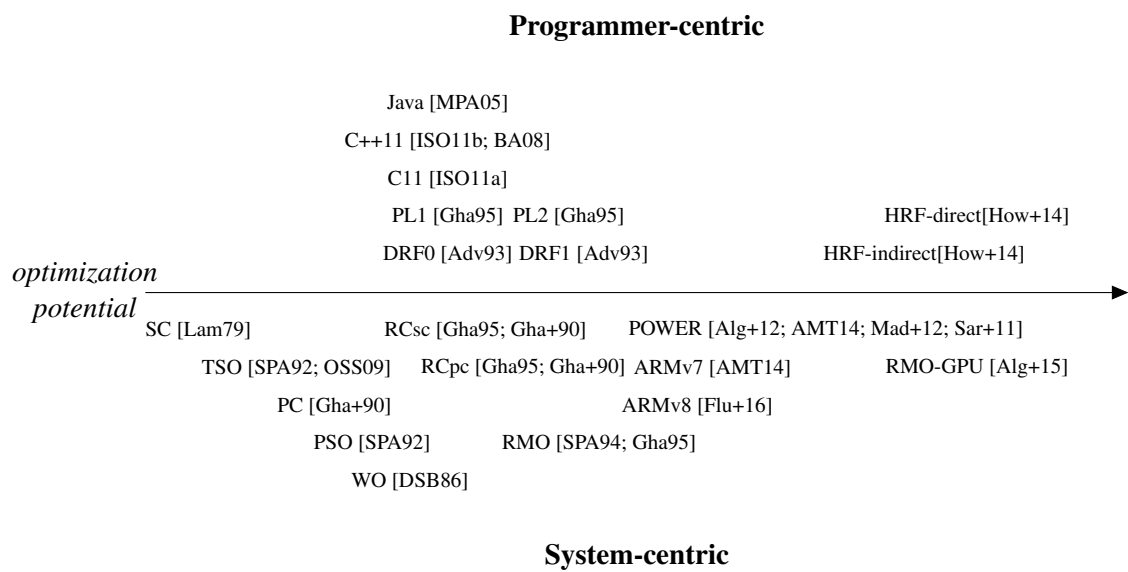 Programmer-centric
Java [MPA05]
C++11 [ISO11b; BA08]
C11 [ISO11a]
PL1 [Gha95] PL2 [Gha95] HRF-direct[How+14]
DRF0 [Adv93] DRF1 [Adv93] HRF-indirect[How+14]
optimization
potential
SC [Lam79] RCsc [Gha95; Gha+90] POWER [Alg+12; AMT14; Mad+12; Sar+11]
TSO [SPA92; OSS09] RCpc [Gha95; Gha+90] ARMv7 [AMT14] RMO-GPU [Alg+15]
PC [Gha+90] ARMv8 [Flu+16]
PSO [SPA92] RMO [SPA94; Gha95]
WO [DSB86]
System-centric